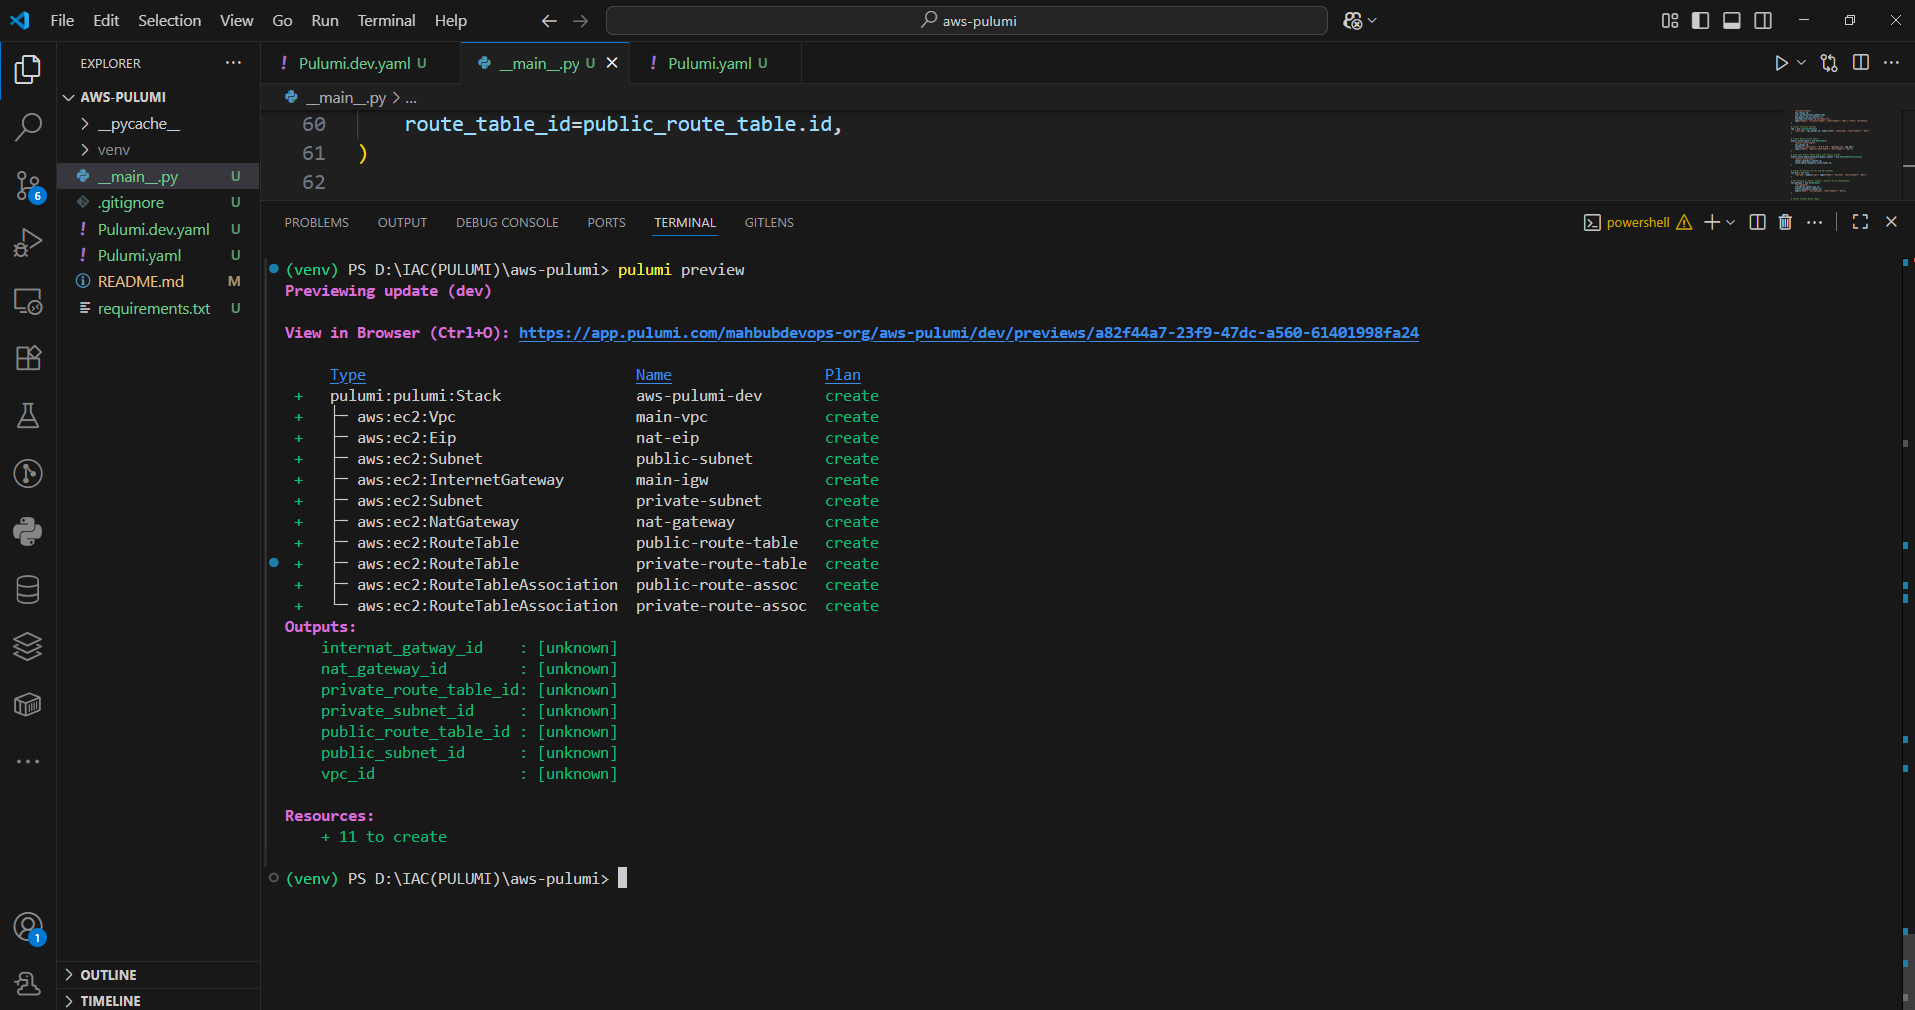 File Edit Selection View Go Run Terminal Help
aws-pulumi
EXPLORER
AWS-PULUMI
__pycache__
venv
__main__.py U
.gitignore U
Pulumi.dev.yaml U
Pulumi.yaml U
README.md M
requirements.txt U
6
1
OUTLINE
TIMELINE
Pulumi.dev.yaml U
__main__.py U
Pulumi.yaml U
__main__.py > ...
60 route_table_id=public_route_table.id,
61 )
62
PROBLEMS OUTPUT DEBUG CONSOLE PORTS TERMINAL GITLENS
powershell
(venv) PS D:\IAC(PULUMI)\aws-pulumi> pulumi preview
Previewing update (dev)
View in Browser (Ctrl+O): https://app.pulumi.com/mahbubdevops-org/aws-pulumi/dev/previews/a82f44a7-23f9-47dc-a560-61401998fa24
Type Name Plan
+ pulumi:pulumi:Stack aws-pulumi-dev create
+ ├─ aws:ec2:Vpc main-vpc create
+ ├─ aws:ec2:Eip nat-eip create
+ ├─ aws:ec2:Subnet public-subnet create
+ ├─ aws:ec2:InternetGateway main-igw create
+ ├─ aws:ec2:Subnet private-subnet create
+ ├─ aws:ec2:NatGateway nat-gateway create
+ ├─ aws:ec2:RouteTable public-route-table create
+ ├─ aws:ec2:RouteTable private-route-table create
+ ├─ aws:ec2:RouteTableAssociation public-route-assoc create
+ └─ aws:ec2:RouteTableAssociation private-route-assoc create
Outputs:
internat_gatway_id : [unknown]
nat_gateway_id : [unknown]
private_route_table_id: [unknown]
private_subnet_id : [unknown]
public_route_table_id : [unknown]
public_subnet_id : [unknown]
vpc_id : [unknown]
Resources:
+ 11 to create
(venv) PS D:\IAC(PULUMI)\aws-pulumi>